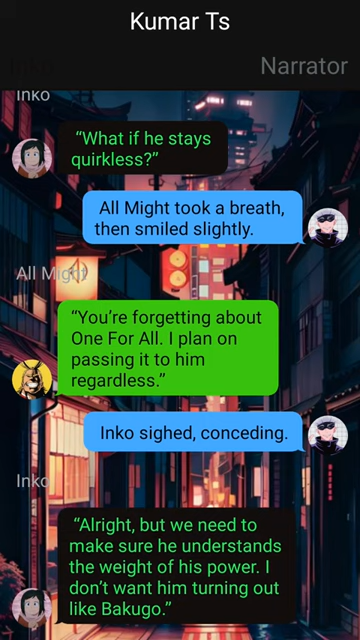 Kumar Ts
Inko Narrator
Inko
“What if he stays
quirkless?”
All Might took a breath,
then smiled slightly.
All Might
“You’re forgetting about
One For All. I plan on
passing it to him
regardless.”
Inko sighed, conceding.
Inko
“Alright, but we need to
make sure he understands
the weight of his power. I
don’t want him turning out
like Bakugo.”